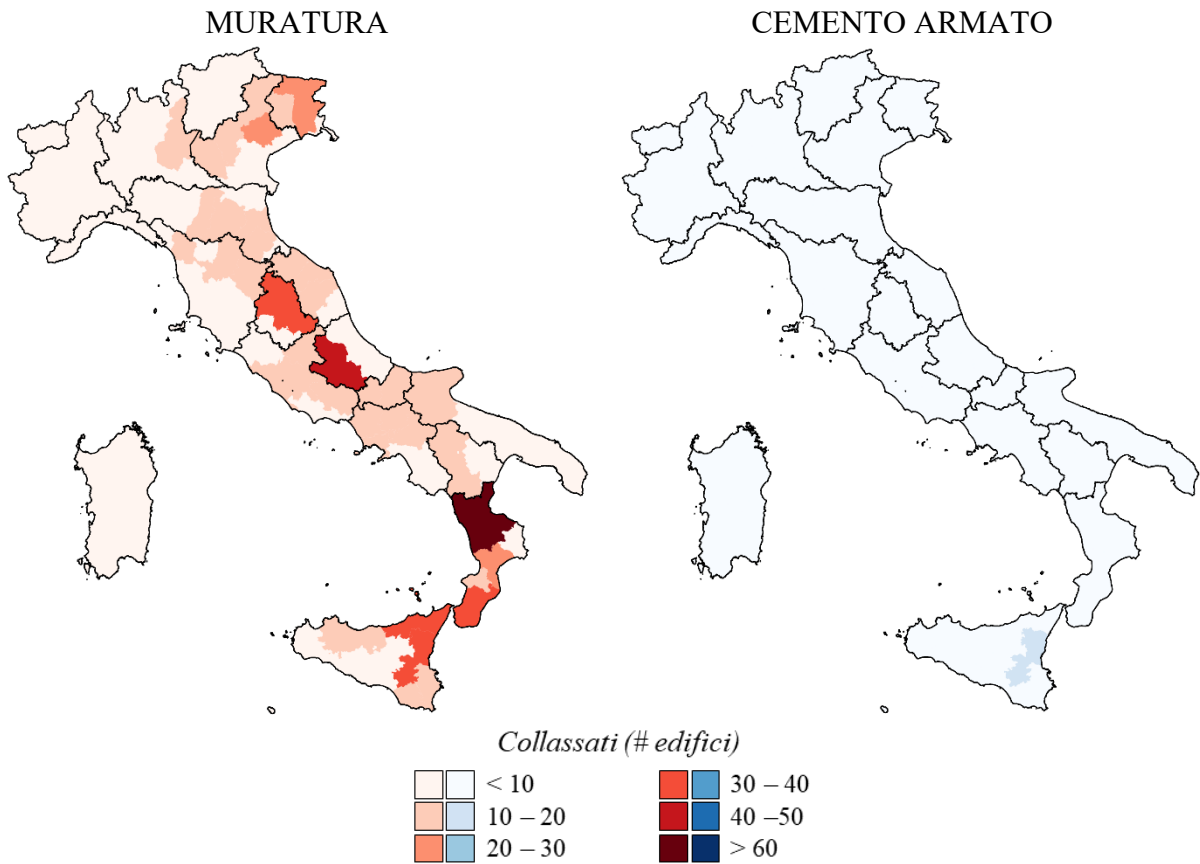 MURATURA
CEMENTO ARMATO
Collassati (# edifici)
< 10
30 – 40
10 – 20
40 –50
20 – 30
> 60